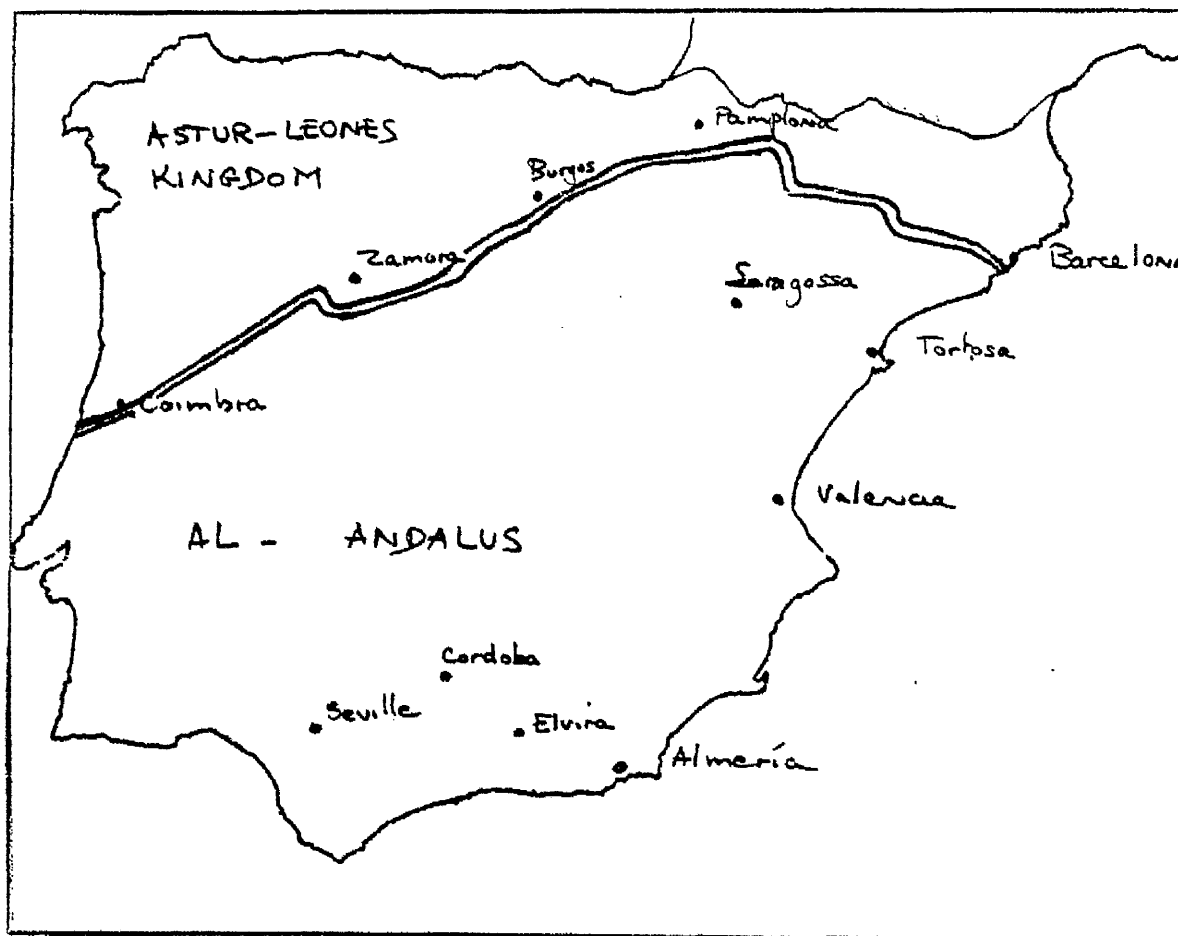 ASTUR-LEONES
KINGDOM
Pamplona
Burgos
Zamora
Saragossa
Barcelona
Tortosa
Coimbra
Valencia
AL - ANDALUS
Cordoba
Seville
Elvira
Almería